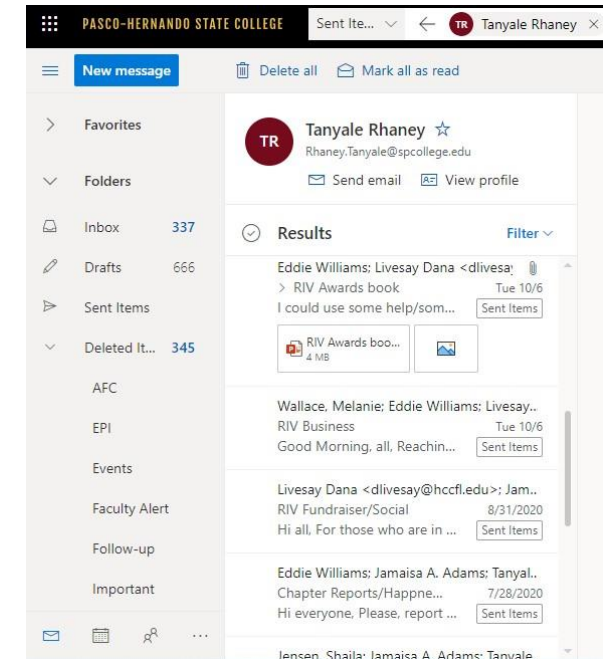 PASCO-HERNANDO STATE COLLEGE
Sent Ite...
TR Tanyale Rhaney
New message
Delete all
Mark all as read
Favorites
Folders
Inbox 337
Drafts 666
Sent Items
Deleted It... 345
AFC
EPI
Events
Faculty Alert
Follow-up
Important
TR
Tanyale Rhaney
Rhaney.Tanyale@spcollege.edu
Send email
View profile
Results
Filter
Eddie Williams; Livesay Dana <dlivesa
> RIV Awards book Tue 10/6
I could use some help/som... Sent Items
RIV Awards boo...
4 MB
Wallace, Melanie; Eddie Williams; Livesay..
RIV Business Tue 10/6
Good Morning, all, Reachin... Sent Items
Livesay Dana <dlivesay@hccfl.edu>; Jam..
RIV Fundraiser/Social 8/31/2020
Hi all, For those who are in ... Sent Items
Eddie Williams; Jamaisa A. Adams; Tanyal..
Chapter Reports/Happne... 7/28/2020
Hi everyone, Please, report ... Sent Items
Jensen, Shaila; Jamaisa A. Adams; Tanyale